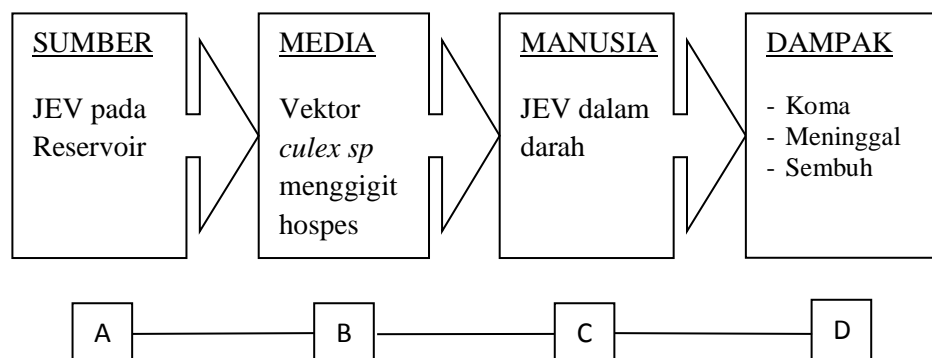 SUMBER
JEV pada
Reservoir
MEDIA
Vektor
culex sp
menggigit
hospes
MANUSIA
JEV dalam
darah
DAMPAK
- Koma
- Meninggal
- Sembuh
A
B
C
D